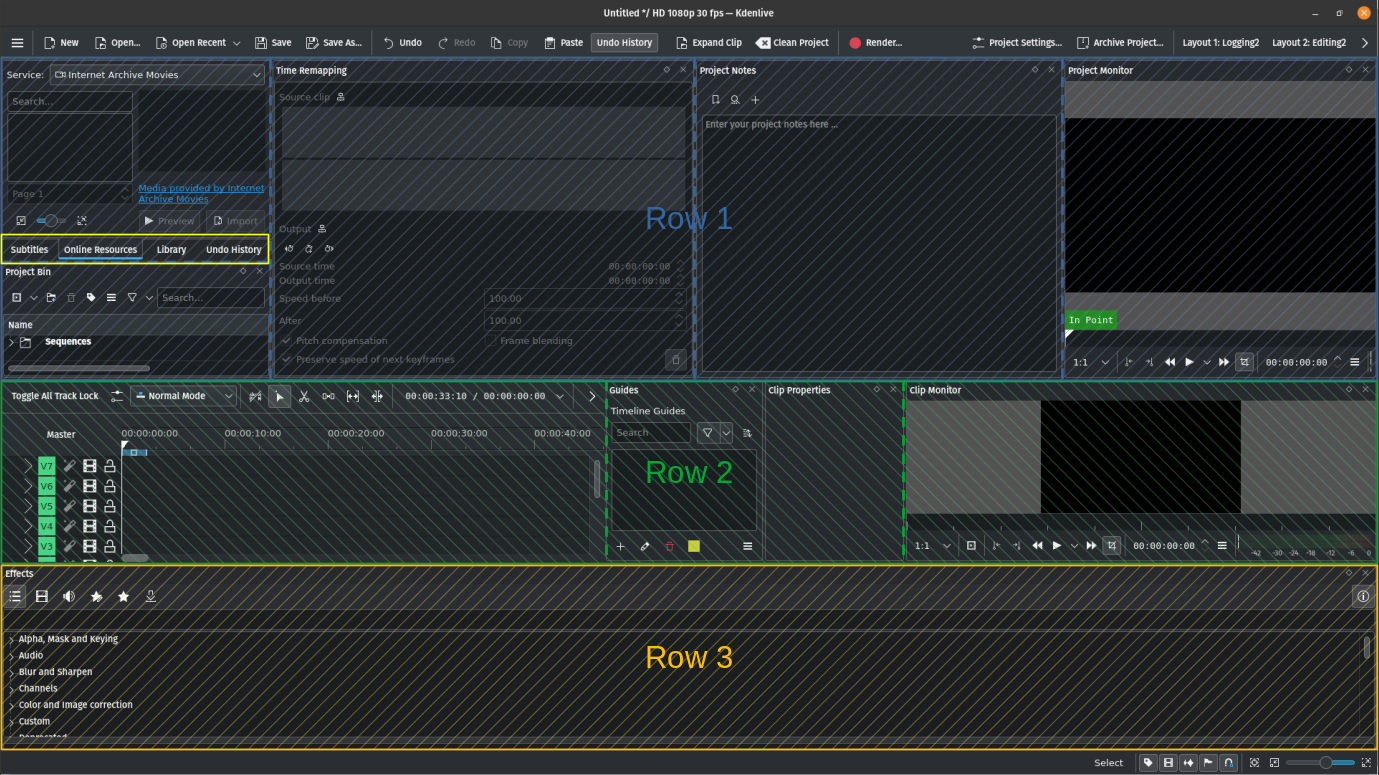 Untitled */ HD 1080p 30 fps — Kdenlive
New Open... Open Recent Save Save As... Undo Redo Copy Paste Undo History Expand Clip Clean Project Render... Project Settings... Archive Project... Layout 1: Logging2 Layout 2: Editing2
Service: Internet Archive Movies
Search...
Page 1
Media provided by Internet
Archive Movies
Preview Import
Subtitles Online Resources Library Undo History
Project Bin
Search...
Name
Sequences
Time Remapping
Source clip
Output
Source time 00:00:00:00
Output time 00:00:00:00
Speed before 100.00
After 100.00
Pitch compensation Frame blending
Preserve speed of next keyframes
Project Notes
Enter your project notes here ...
Row 1
Project Monitor
In Point
1:1 00:00:00:00
Toggle All Track Lock Normal Mode 00:00:33:10 / 00:00:00:00
Master 00:00:00:00 00:00:10:00 00:00:20:00 00:00:30:00 00:00:40:00
V7
V6
V5
V4
V3
Guides
Timeline Guides
Search
Clip Properties
Row 2
Clip Monitor
1:1 00:00:00:00 -42 -30 -24 -18 -12 -6 0
Effects
Alpha, Mask and Keying
Audio
Blur and Sharpen
Channels
Color and Image correction
Custom
Deprecated
Row 3
Select